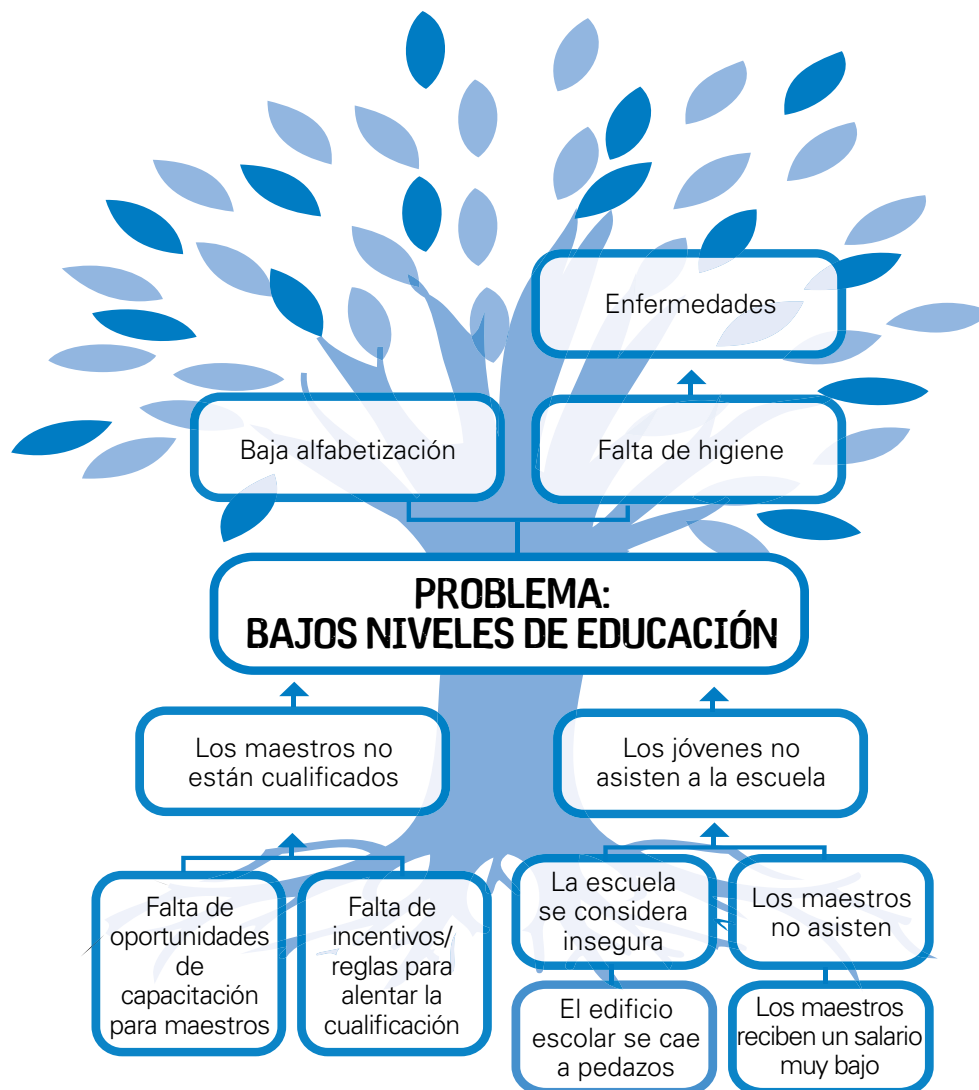 Enfermedades
Baja alfabetización
Falta de higiene
PROBLEMA:
BAJOS NIVELES DE EDUCACIÓN
Los maestros no
están cualificados
Los jóvenes no
asisten a la escuela
Falta de
oportunidades
de
capacitación
para maestros
Falta de
incentivos/
reglas para
alentar la
cualificación
La escuela
se considera
insegura
Los maestros
no asisten
El edificio
escolar se cae
a pedazos
Los maestros
reciben un salario
muy bajo